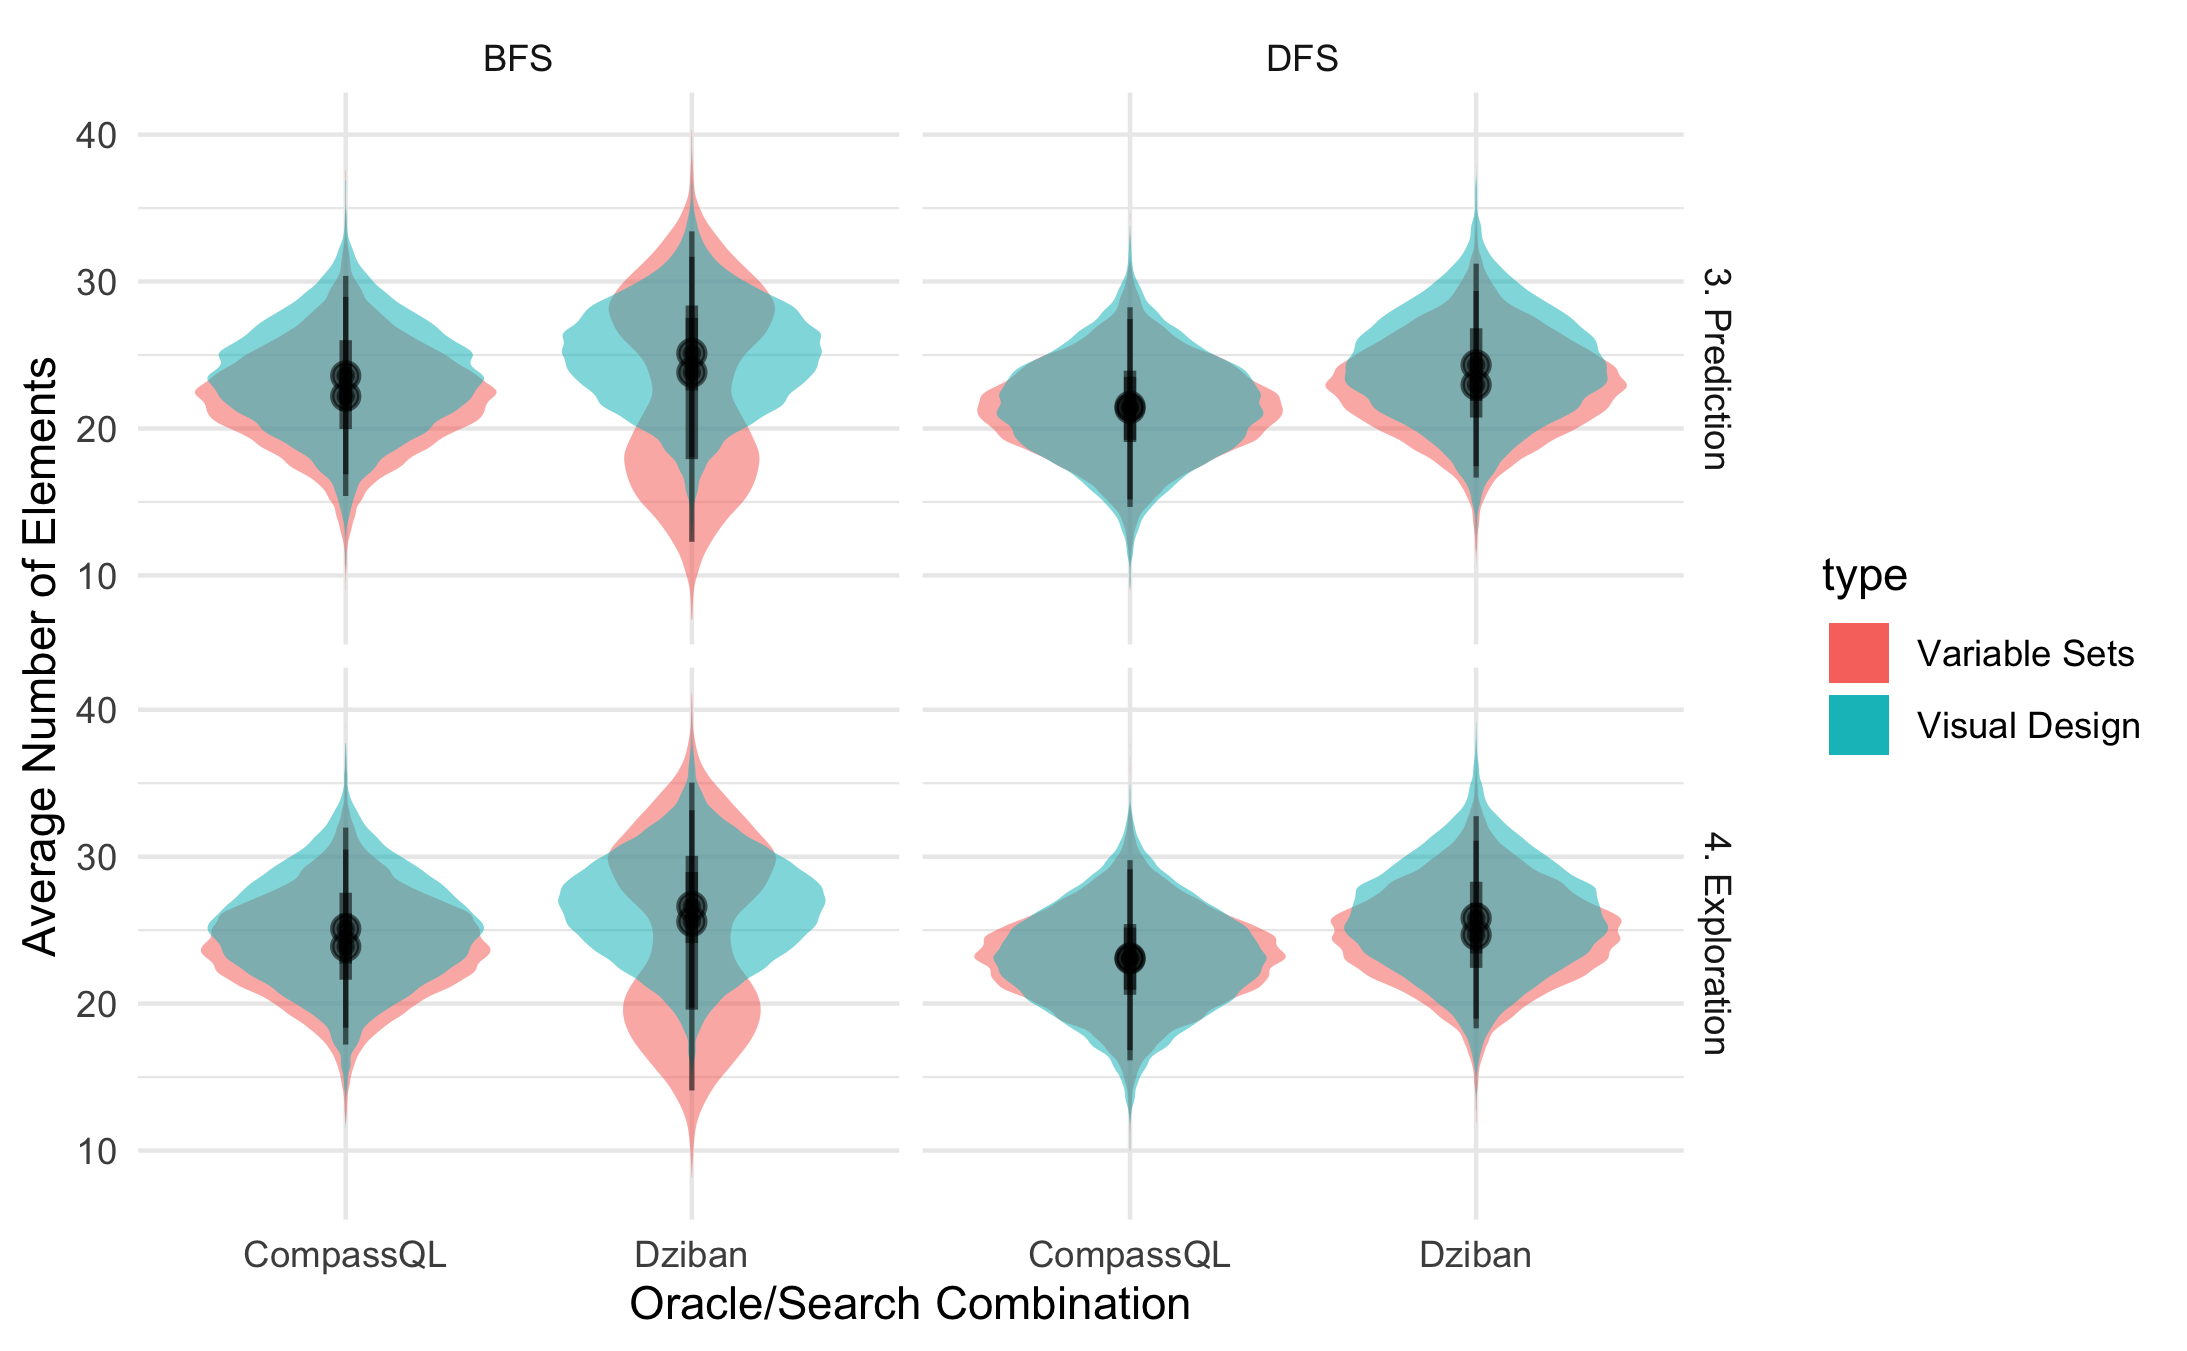 BFS
DFS
40
30
20
10
3. Prediction
40
30
20
10
4. Exploration
Average Number of Elements
CompassQL
Dziban
CompassQL
Dziban
Oracle/Search Combination
type
Variable Sets
Visual Design